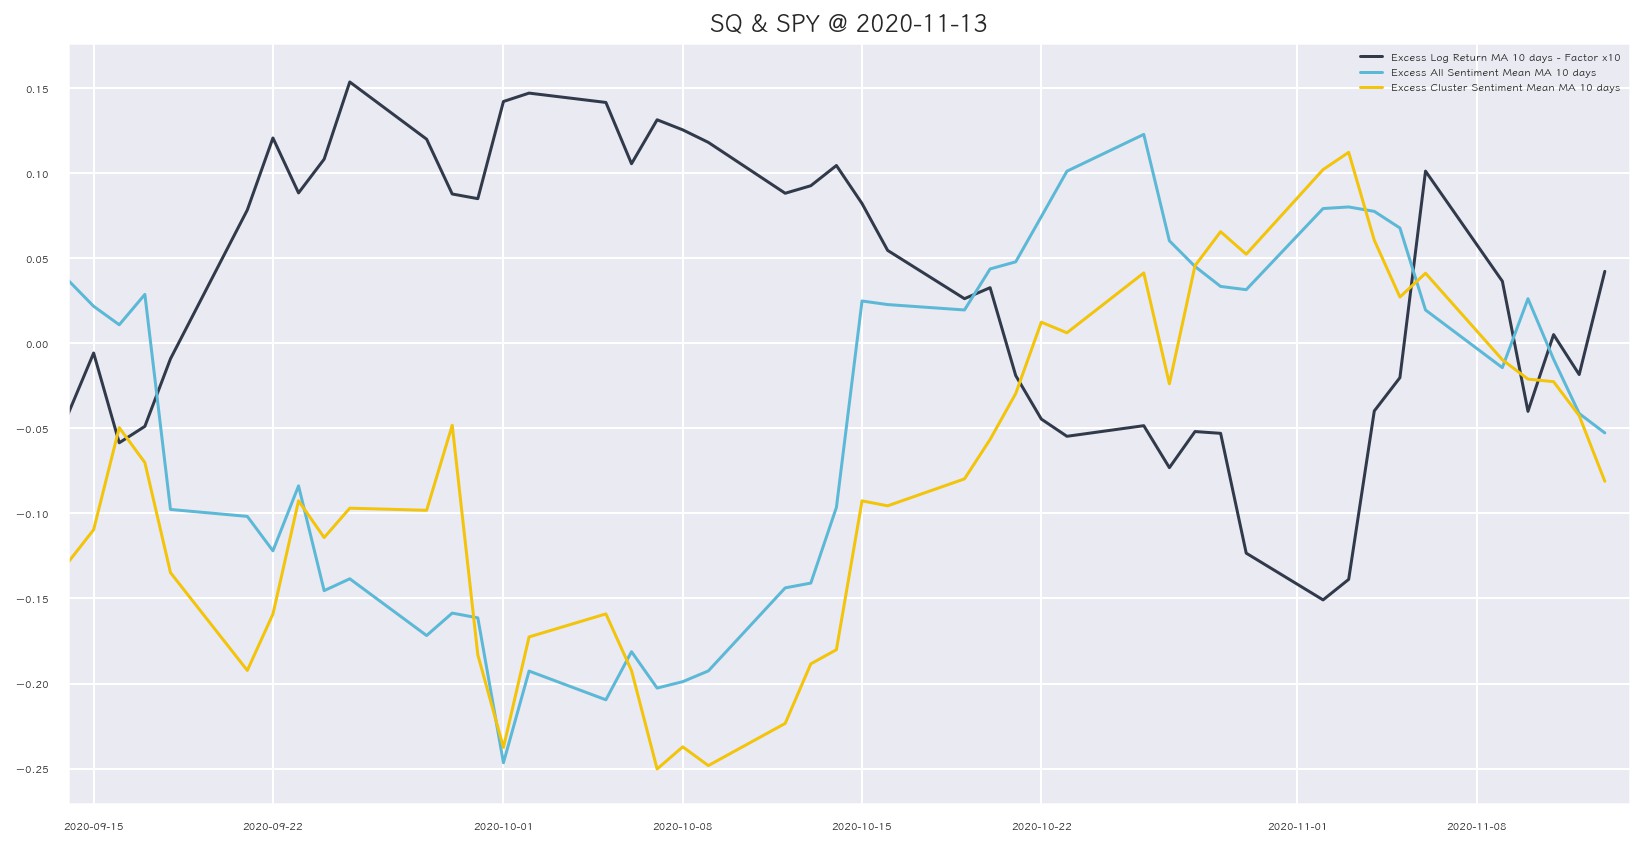 SQ & SPY @ 2020-11-13
Excess Log Return MA 10 days - Factor x10
Excess All Sentiment Mean MA 10 days
Excess Cluster Sentiment Mean MA 10 days
0.15
0.10
0.05
0.00
−0.05
−0.10
−0.15
−0.20
−0.25
2020-09-15 2020-09-22 2020-10-01 2020-10-08 2020-10-15 2020-10-22 2020-11-01 2020-11-08